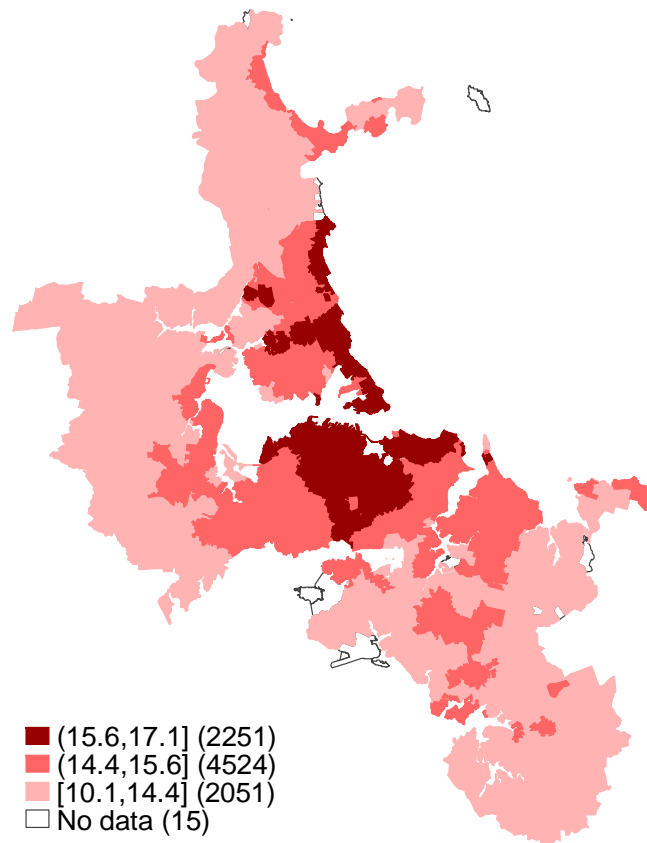 (15.6,17.1] (2251)
(14.4,15.6] (4524)
[10.1,14.4] (2051)
No data (15)